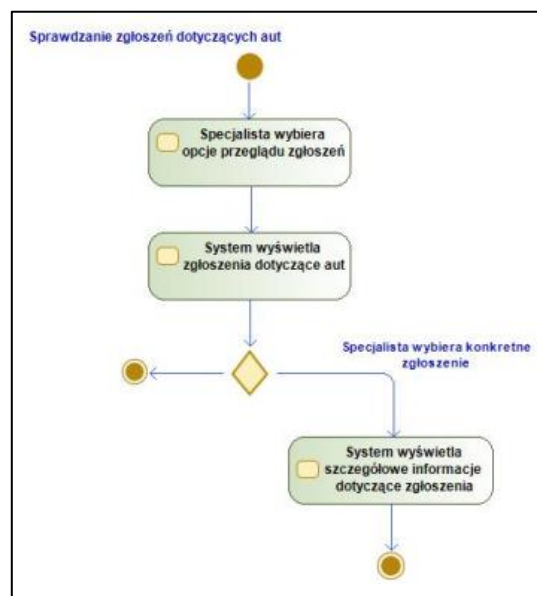 Sprawdzanie zgłoszeń dotyczących aut
Specjalista wybiera
opcje przeglądu zgłoszeń
System wyświetla
zgłoszenia dotyczące aut
Specjalista wybiera konkretne
zgłoszenie
System wyświetla
szczegółowe informacje
dotyczące zgłoszenia